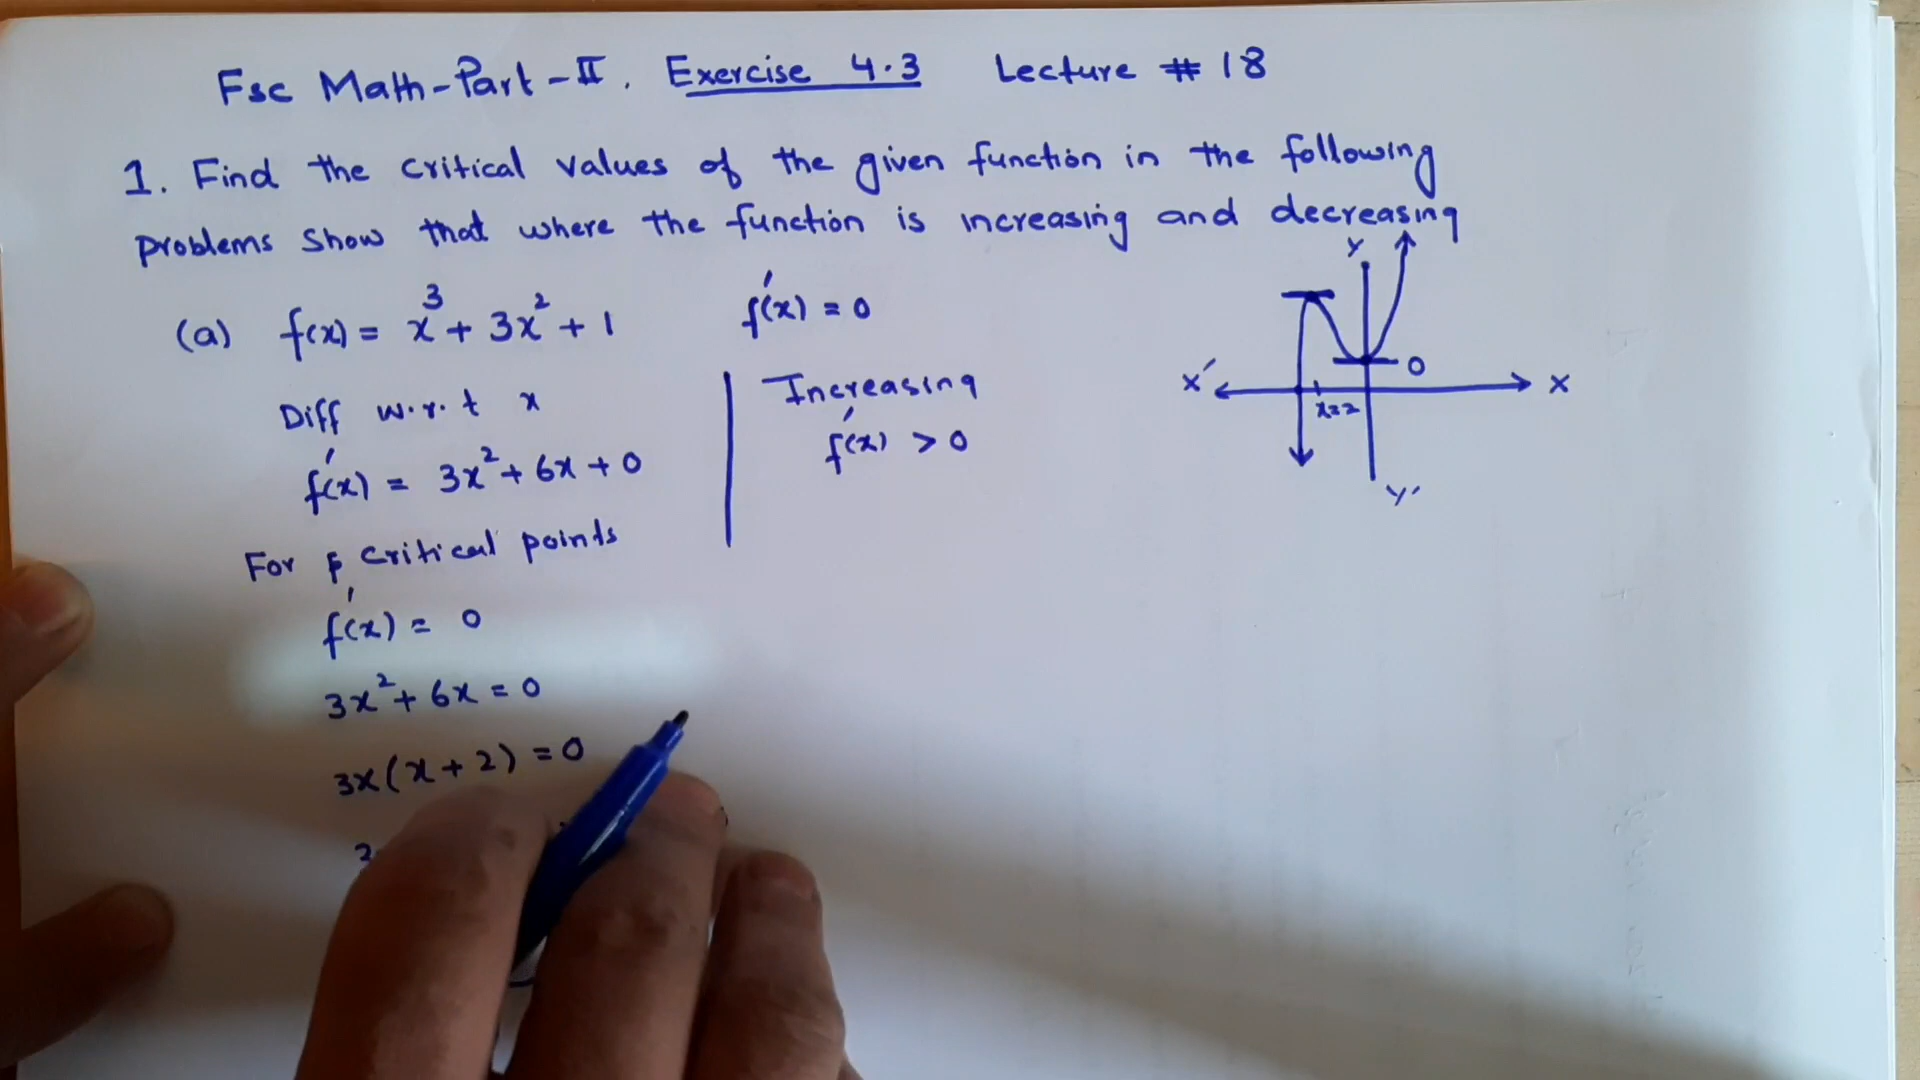 Fsc Math-Part-II. Exercise 4.3 Lecture # 18
1. Find the critical values of the given function in the following
problems show that where the function is increasing and decreasing
(a) f(x) = x³ + 3x² + 1
f'(x) = 0
Diff w.r.t x
f'(x) = 3x² + 6x + 0
For critical points
f'(x) = 0
3x² + 6x = 0
3x(x + 2) = 0
Increasing
f'(x) > 0
Y
X' X
0
x=2
Y'